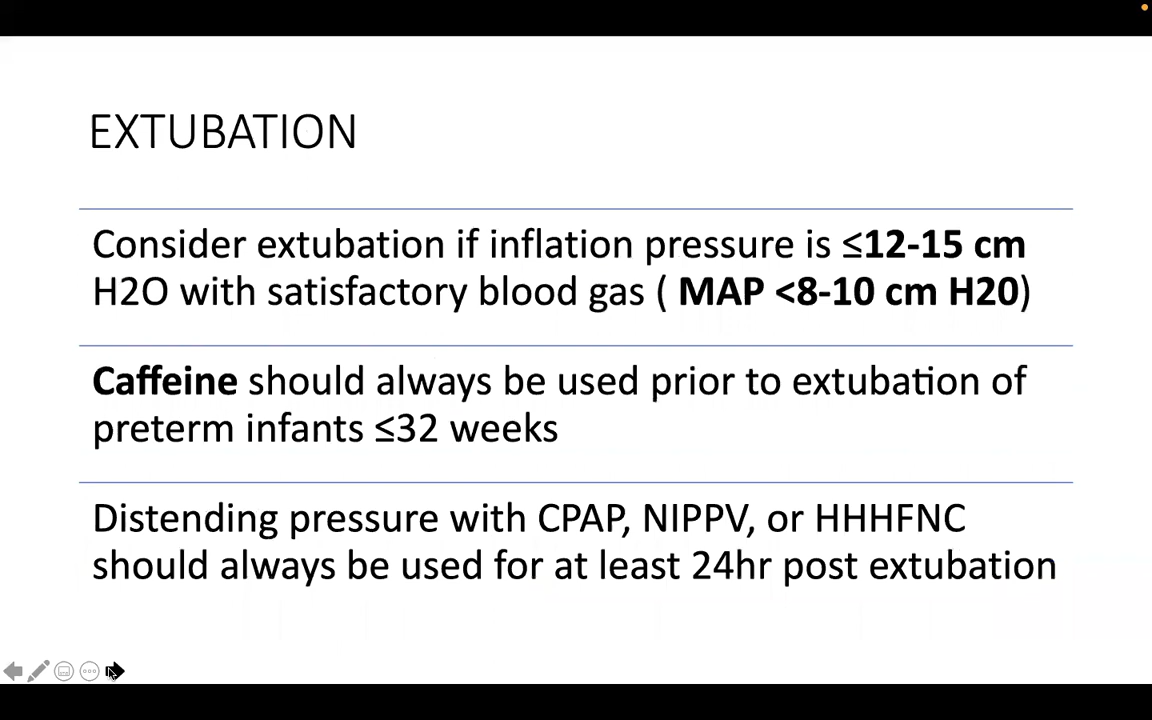 EXTUBATION
Consider extubation if inflation pressure is ≤12-15 cm
H2O with satisfactory blood gas ( MAP <8-10 cm H20)
Caffeine should always be used prior to extubation of
preterm infants ≤32 weeks
Distending pressure with CPAP, NIPPV, or HHHFNC
should always be used for at least 24hr post extubation